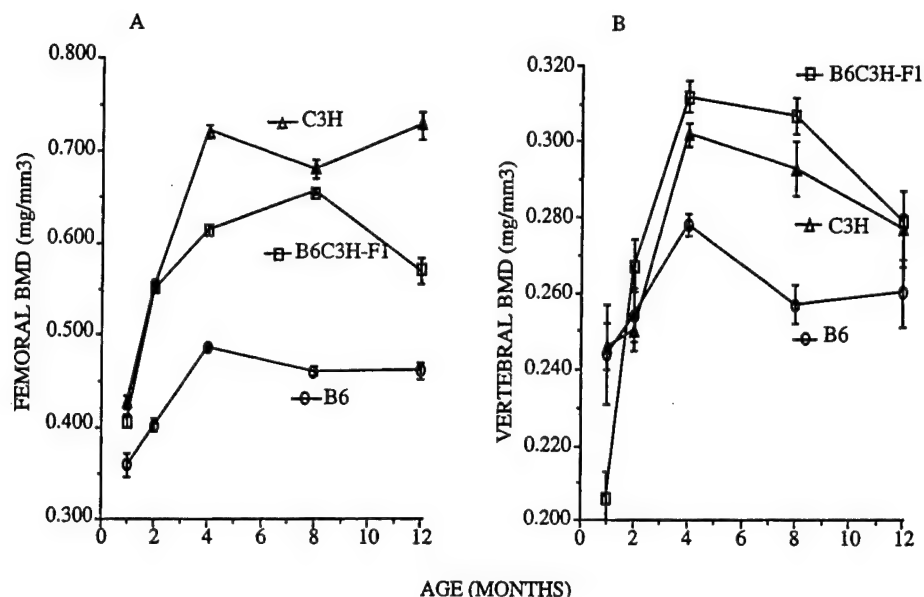 A
FEMORAL BMD (mg/mm3)
0.800
0.700
0.600
0.500
0.400
0.300
0 2 4 6 8 10 12
C3H
B6C3H-F1
B6
B
VERTEBRAL BMD (mg/mm3)
0.320
0.300
0.280
0.260
0.240
0.220
0.200
0 2 4 6 8 10 12
B6C3H-F1
C3H
B6
AGE (MONTHS)